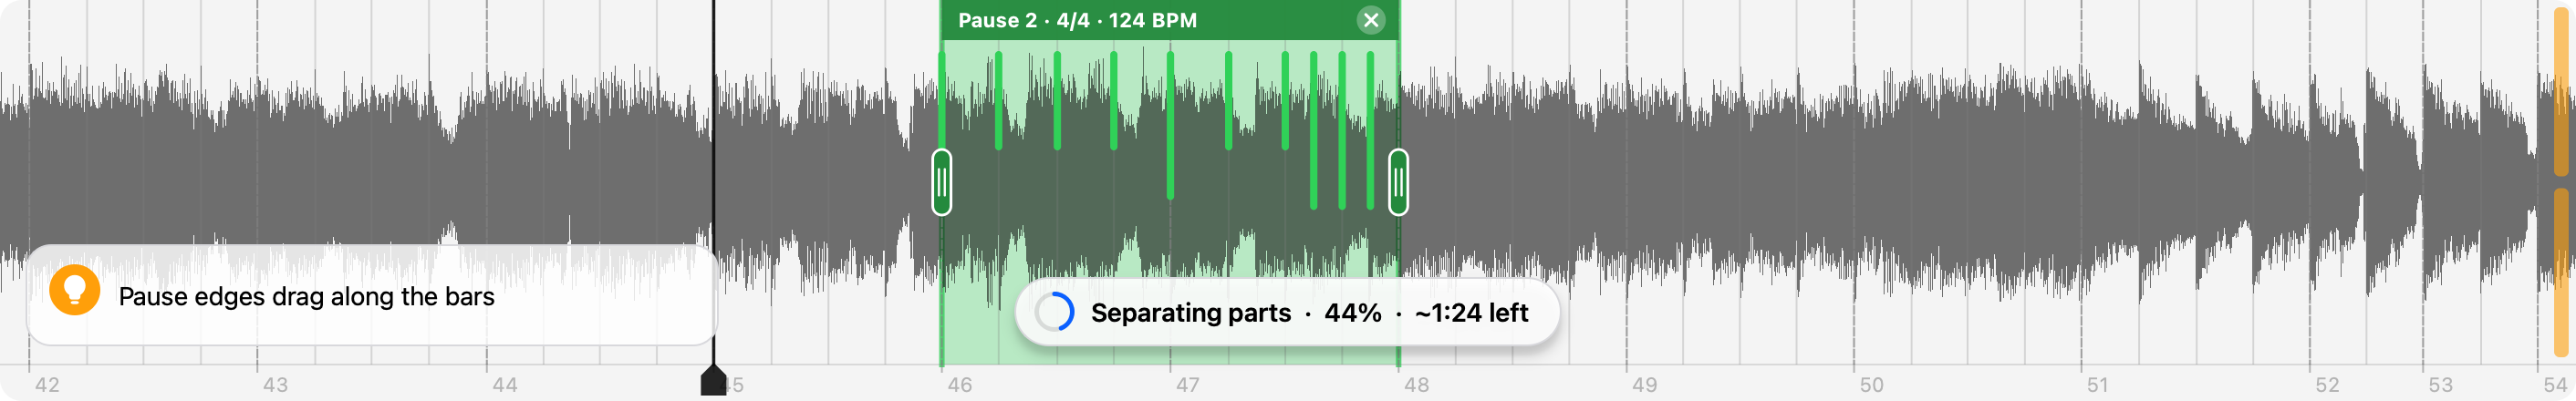 Pause 2 · 4/4 · 124 BPM
Pause edges drag along the bars
Separating parts · 44% · ~1:24 left
42 43 44 45 46 47 48 49 50 51 52 53 54